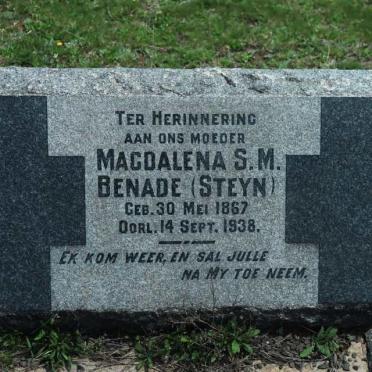 TER HERINNERING
AAN ONS MOEDER
MAGDALENA S. M.
BENADE (STEYN)
GEB. 30 MEI 1867
OORL. 14 SEPT. 1938.
EK KOM WEER, EN SAL JULLE
NA MY TOE NEEM.